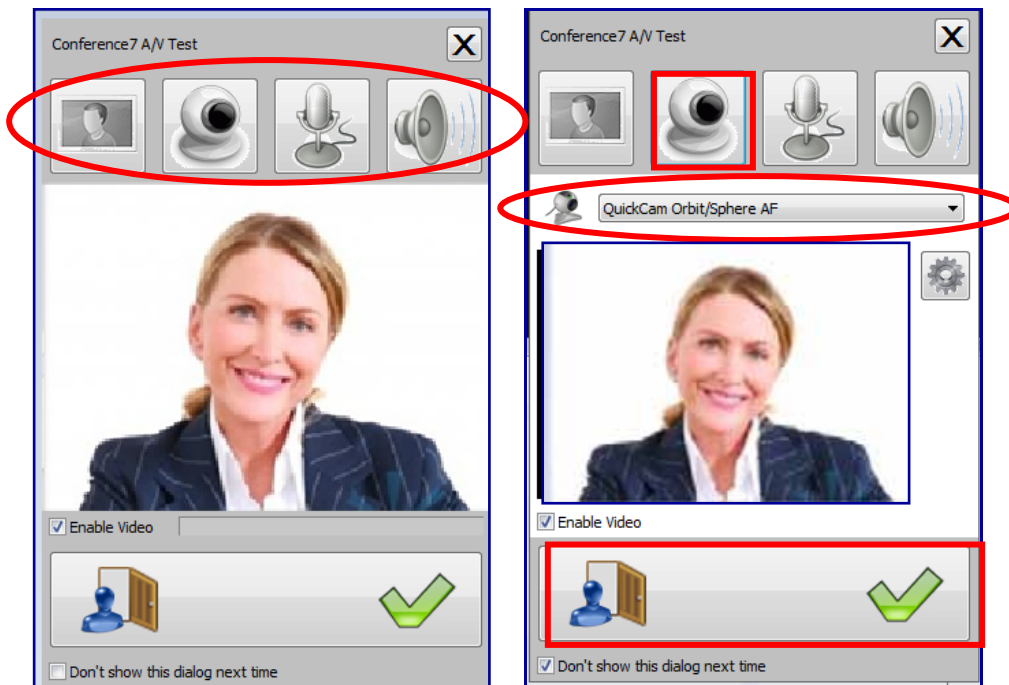 Conference7 A/V Test
X
Enable Video
Don't show this dialog next time
Conference7 A/V Test
X
QuickCam Orbit/Sphere AF
Enable Video
Don't show this dialog next time